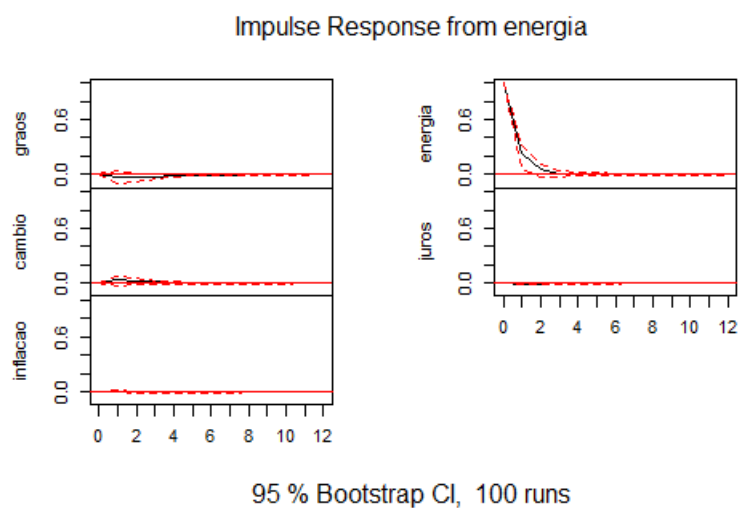 Impulse Response from energia
graos
0.0 0.6
cambio
0.0 0.6
inflacao
0.0 0.6
0 2 4 6 8 10 12
energia
0.0 0.6
juros
0.0 0.6
0 2 4 6 8 10 12
95 % Bootstrap CI, 100 runs